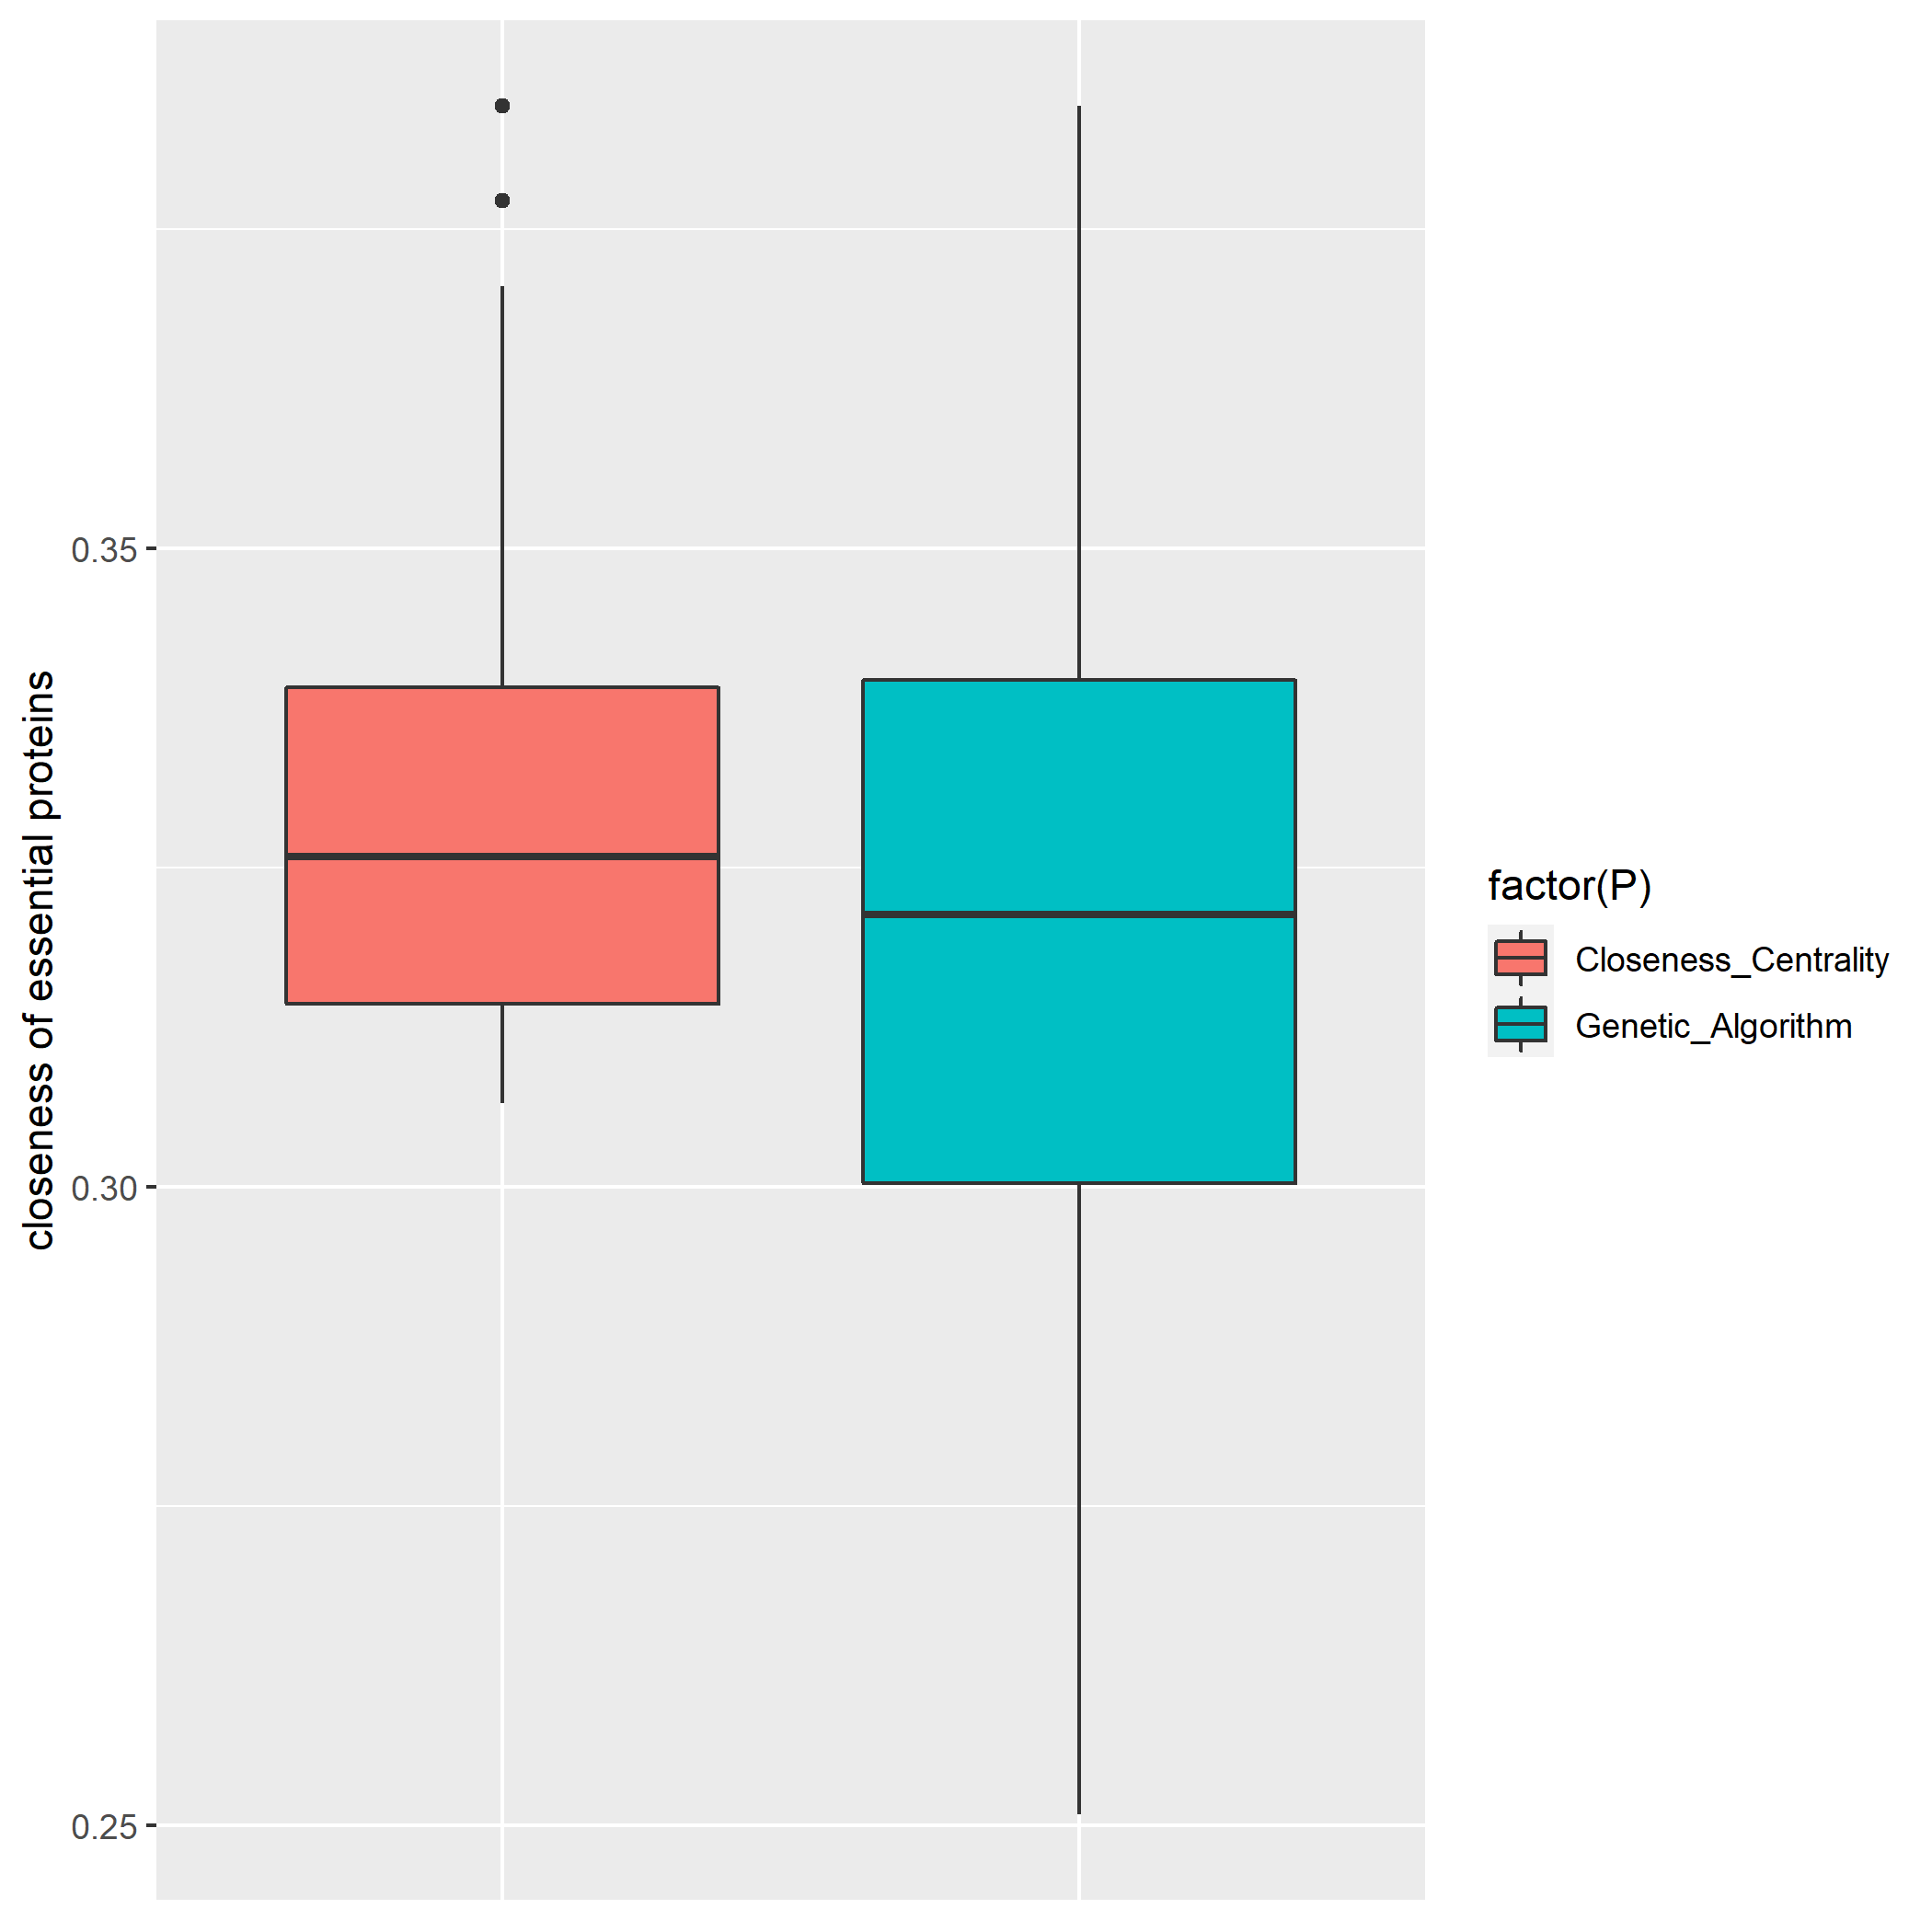 closeness of essential proteins
0.35
0.30
0.25
factor(P)
Closeness_Centrality
Genetic_Algorithm